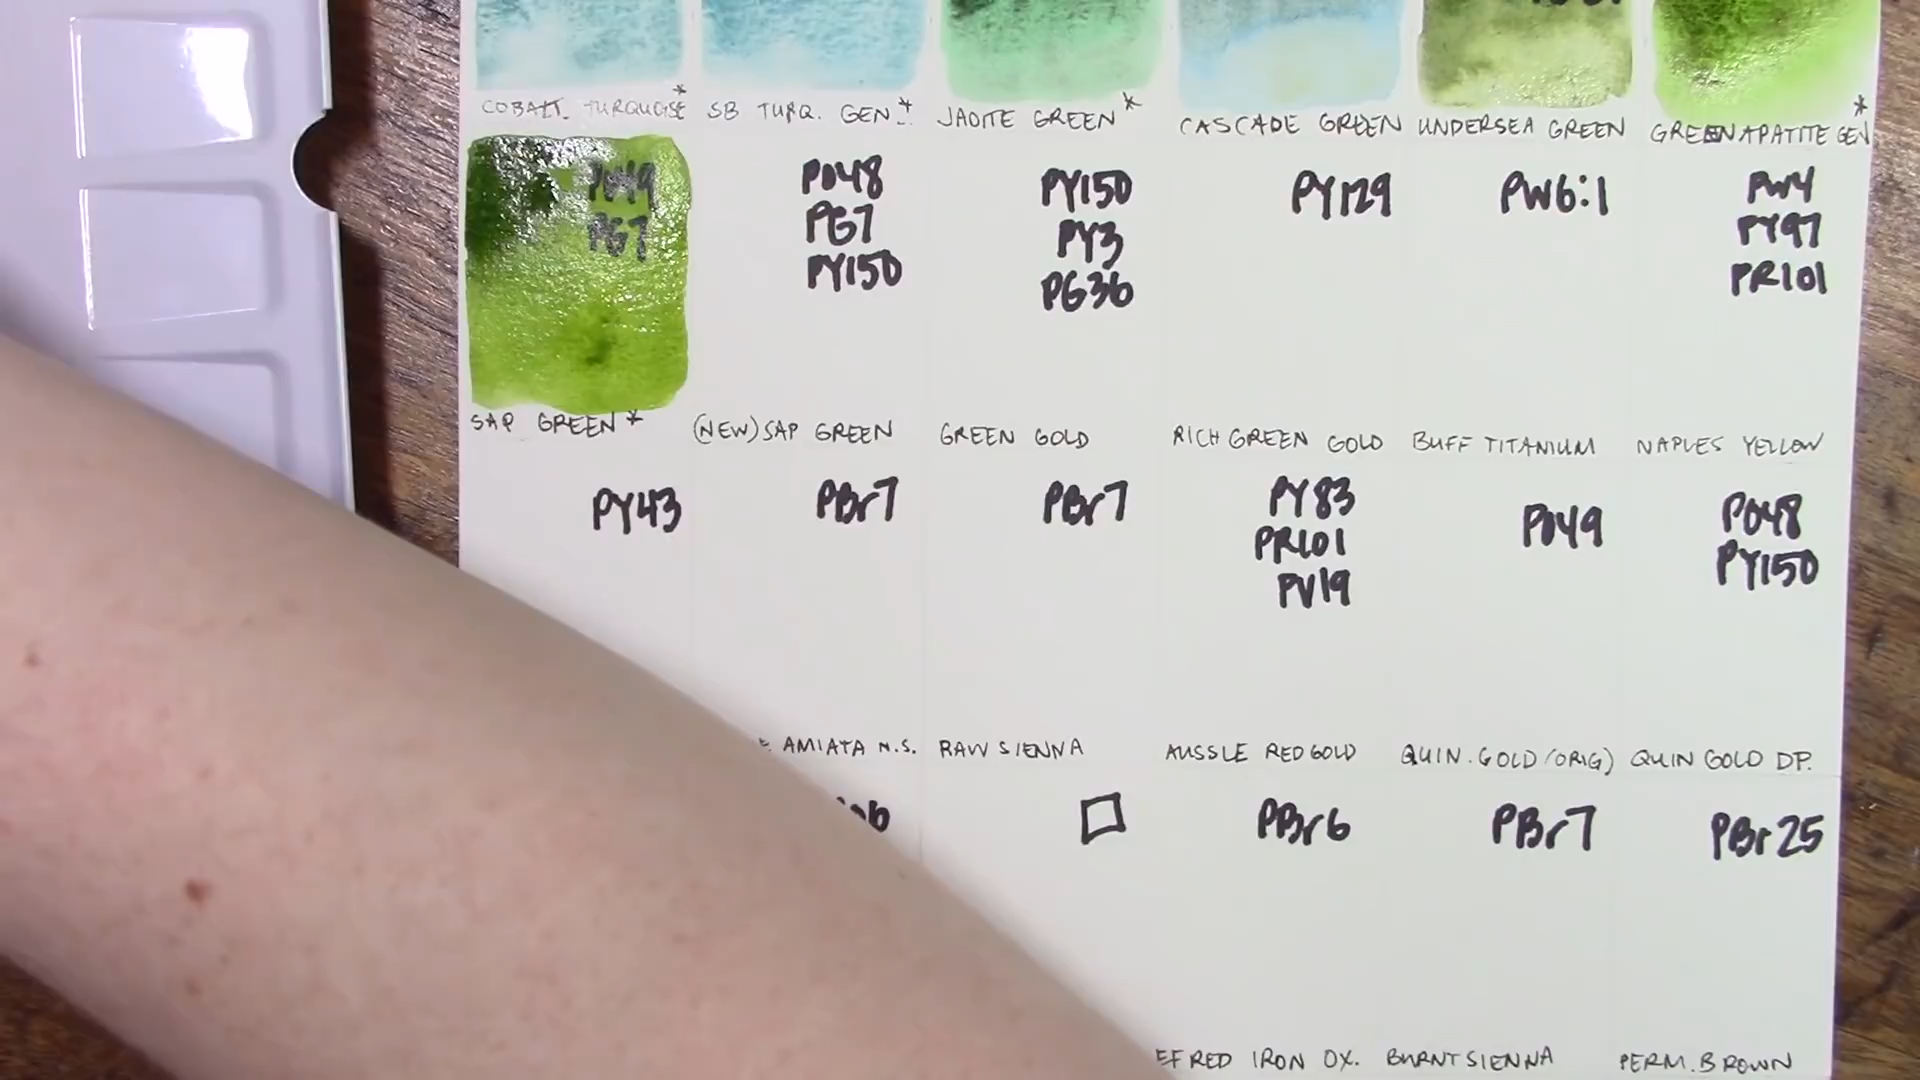 COBALT TURQUOISE*
SB TURQ. GEN.*
JADITE GREEN*
CASCADE GREEN
UNDERSEA GREEN
GREEN APATITE GEN*
PO49
PG7
PO48
PG7
PY150
PY150
PY3
PG36
PY129
PW6:1
PW4
PY97
PR101
SAP GREEN*
(NEW) SAP GREEN
GREEN GOLD
RICH GREEN GOLD
BUFF TITANIUM
NAPLES YELLOW
PY43
PBr7
PBr7
PY83
PR101
PV19
PO49
PO48
PY150
AMIATA N.S.
RAW SIENNA
AUSSLE RED GOLD
QUIN. GOLD (ORIG)
QUIN GOLD DP.
PBr6
PBr7
PBr25
EF RED IRON OX.
BURNT SIENNA
PERM. BROWN